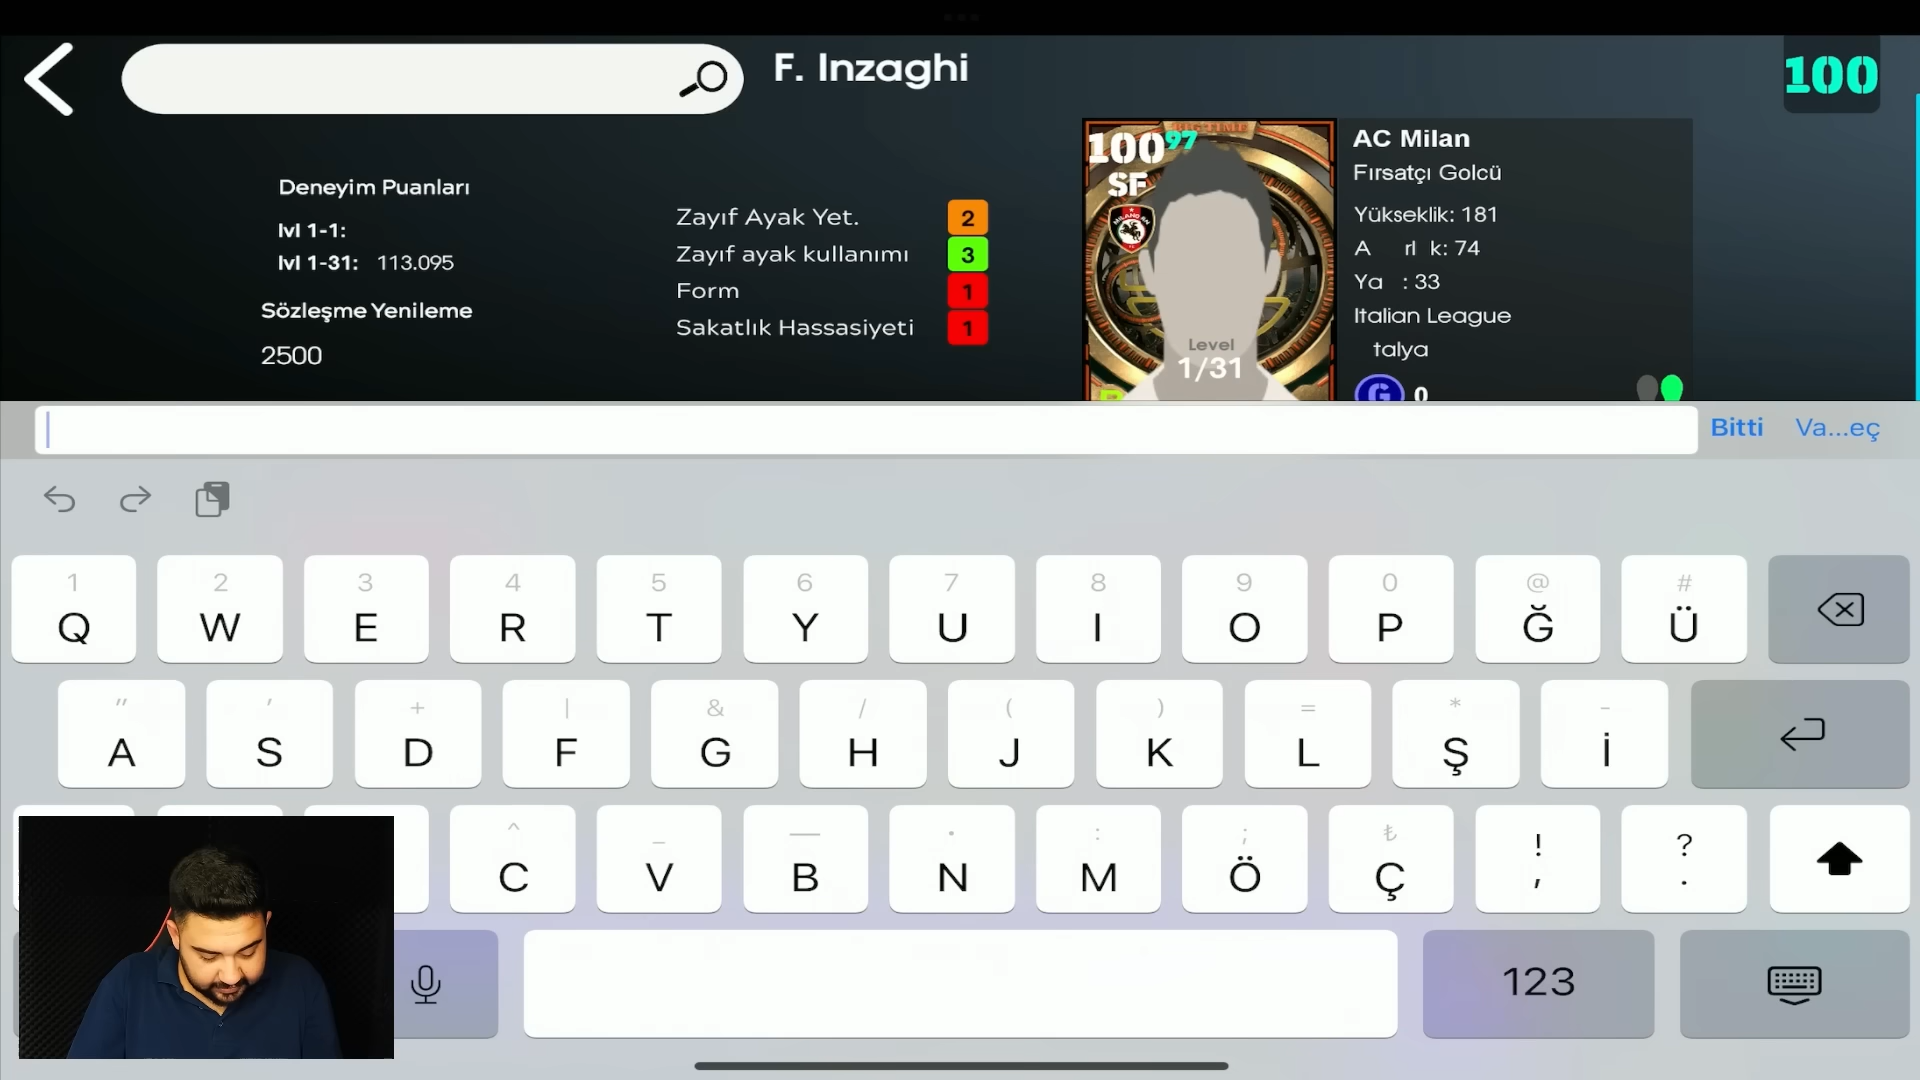 F. Inzaghi
100
Deneyim Puanları
lvl 1-1:
lvl 1-31: 113.095
Sözleşme Yenileme
2500
Zayıf Ayak Yet. 2
Zayıf ayak kullanımı 3
Form 1
Sakatlık Hassasiyeti 1
100 97
SF
Level
1/31
AC Milan
Fırsatçı Golcü
Yükseklik: 181
A rl k: 74
Ya : 33
Italian League
talya
G 0
Bitti Va...eç
1 2 3 4 5 6 7 8 9 0 @ #
Q W E R T Y U I O P Ğ Ü
" ' + | & / ( ) = * -
A S D F G H J K L Ş İ
^ _ — · : ; ₺ ! ?
C V B N M Ö Ç , .
123